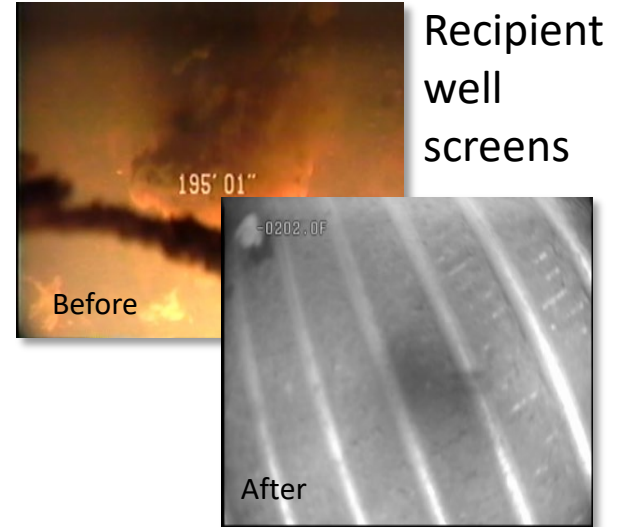 Recipient
well
screens
195' 01"
Before
-0202.0F
After